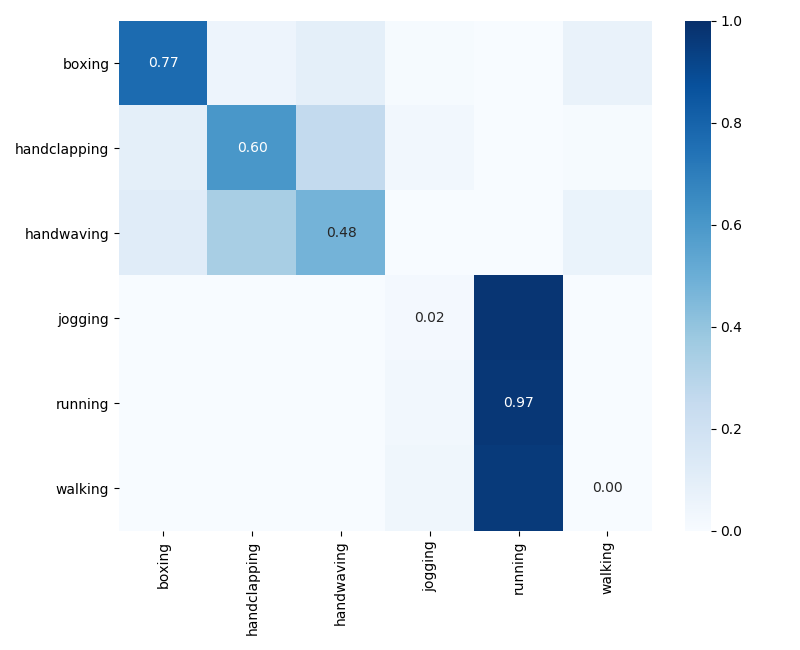 boxing
handclapping
handwaving
jogging
running
walking
0.77
0.60
0.48
0.02
0.97
0.00
boxing
handclapping
handwaving
jogging
running
walking
1.0
0.8
0.6
0.4
0.2
0.0